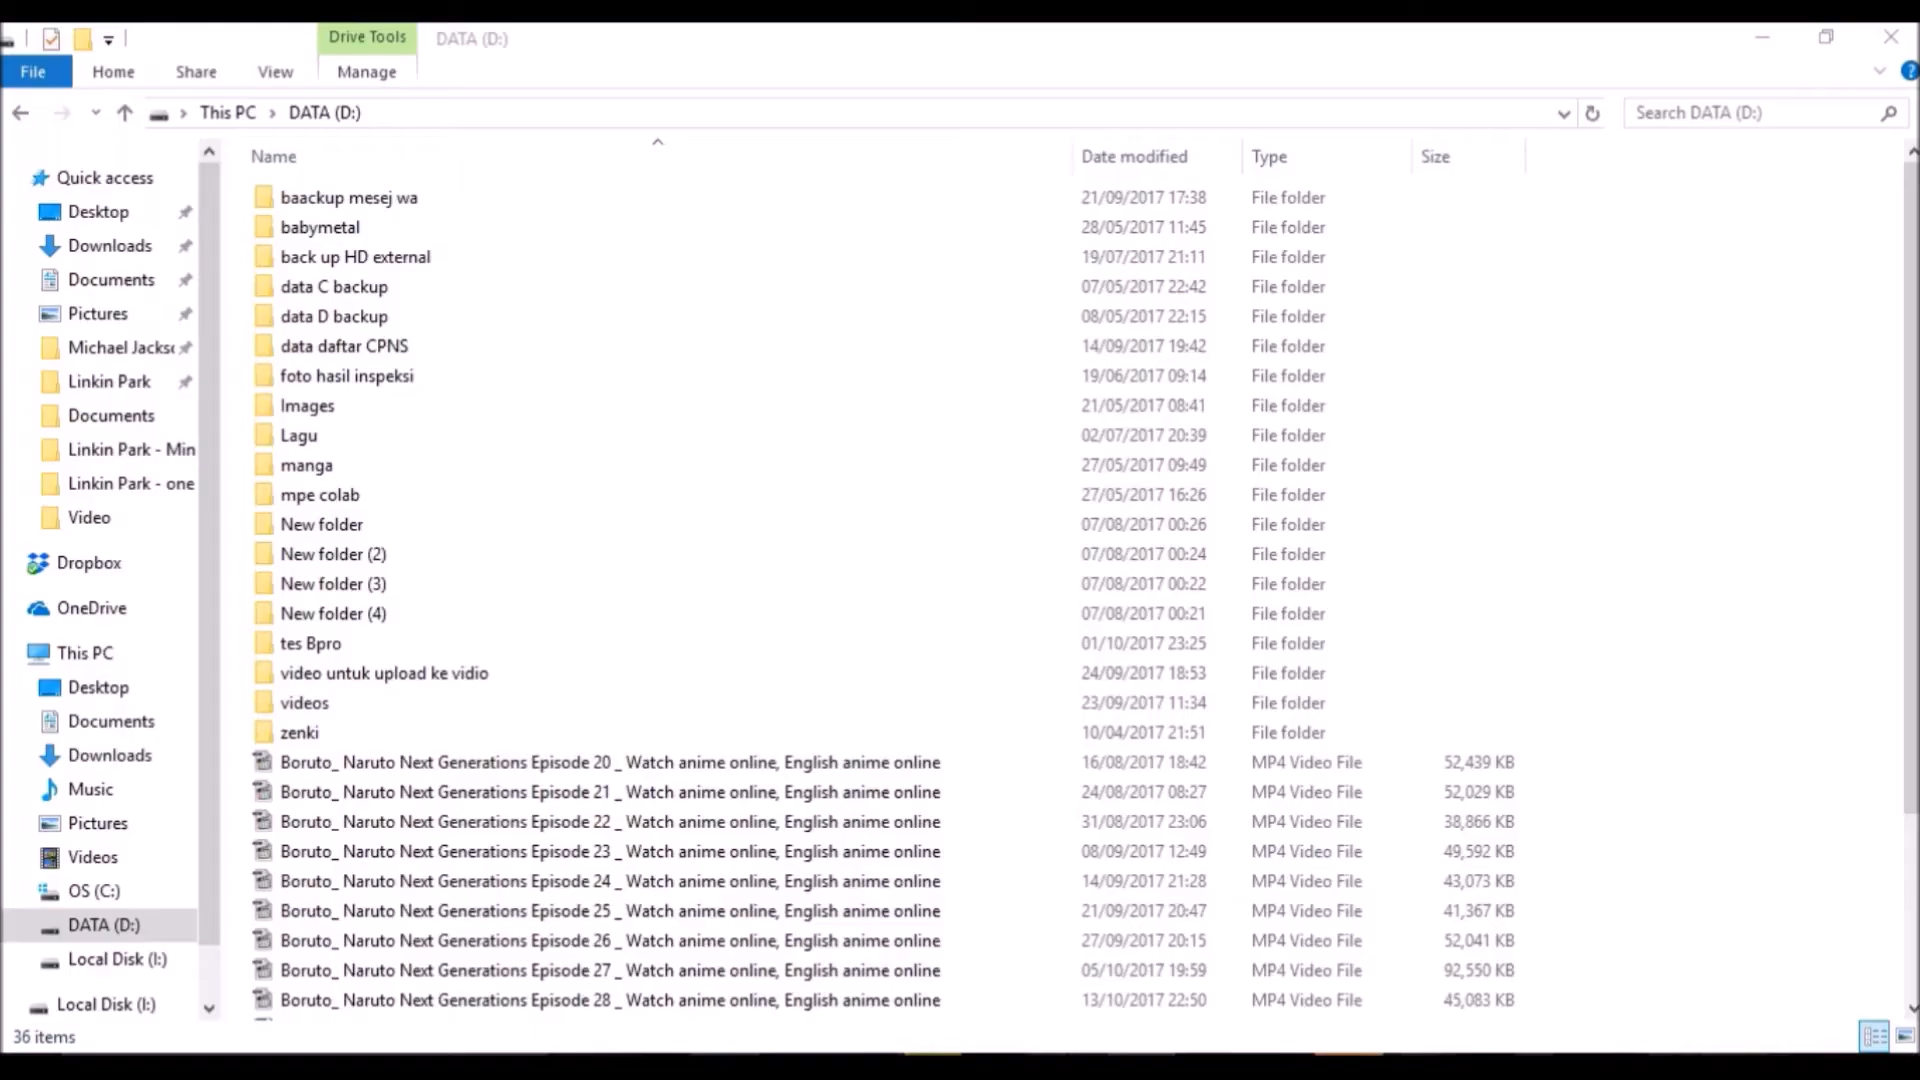 Drive Tools DATA (D:)
File Home Share View Manage
This PC DATA (D:) Search DATA (D:)
Name Date modified Type Size
Quick access
Desktop
Downloads
Documents
Pictures
Michael Jackso
Linkin Park
Documents
Linkin Park - Min
Linkin Park - one
Video
Dropbox
OneDrive
This PC
Desktop
Documents
Downloads
Music
Pictures
Videos
OS (C:)
DATA (D:)
Local Disk (I:)
Local Disk (I:)
baackup mesej wa 21/09/2017 17:38 File folder
babymetal 28/05/2017 11:45 File folder
back up HD external 19/07/2017 21:11 File folder
data C backup 07/05/2017 22:42 File folder
data D backup 08/05/2017 22:15 File folder
data daftar CPNS 14/09/2017 19:42 File folder
foto hasil inspeksi 19/06/2017 09:14 File folder
Images 21/05/2017 08:41 File folder
Lagu 02/07/2017 20:39 File folder
manga 27/05/2017 09:49 File folder
mpe colab 27/05/2017 16:26 File folder
New folder 07/08/2017 00:26 File folder
New folder (2) 07/08/2017 00:24 File folder
New folder (3) 07/08/2017 00:22 File folder
New folder (4) 07/08/2017 00:21 File folder
tes Bpro 01/10/2017 23:25 File folder
video untuk upload ke vidio 24/09/2017 18:53 File folder
videos 23/09/2017 11:34 File folder
zenki 10/04/2017 21:51 File folder
Boruto_ Naruto Next Generations Episode 20 _ Watch anime online, English anime online 16/08/2017 18:42 MP4 Video File 52,439 KB
Boruto_ Naruto Next Generations Episode 21 _ Watch anime online, English anime online 24/08/2017 08:27 MP4 Video File 52,029 KB
Boruto_ Naruto Next Generations Episode 22 _ Watch anime online, English anime online 31/08/2017 23:06 MP4 Video File 38,866 KB
Boruto_ Naruto Next Generations Episode 23 _ Watch anime online, English anime online 08/09/2017 12:49 MP4 Video File 49,592 KB
Boruto_ Naruto Next Generations Episode 24 _ Watch anime online, English anime online 14/09/2017 21:28 MP4 Video File 43,073 KB
Boruto_ Naruto Next Generations Episode 25 _ Watch anime online, English anime online 21/09/2017 20:47 MP4 Video File 41,367 KB
Boruto_ Naruto Next Generations Episode 26 _ Watch anime online, English anime online 27/09/2017 20:15 MP4 Video File 52,041 KB
Boruto_ Naruto Next Generations Episode 27 _ Watch anime online, English anime online 05/10/2017 19:59 MP4 Video File 92,550 KB
Boruto_ Naruto Next Generations Episode 28 _ Watch anime online, English anime online 13/10/2017 22:50 MP4 Video File 45,083 KB
36 items